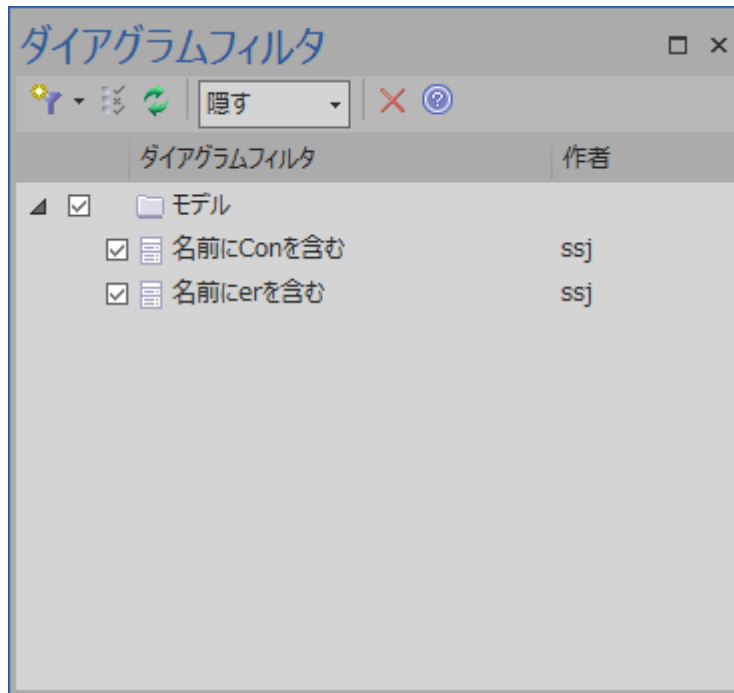 ダイアグラムフィルタ
隠す
ダイアグラムフィルタ 作者
モデル
名前にConを含む ssj
名前にerを含む ssj